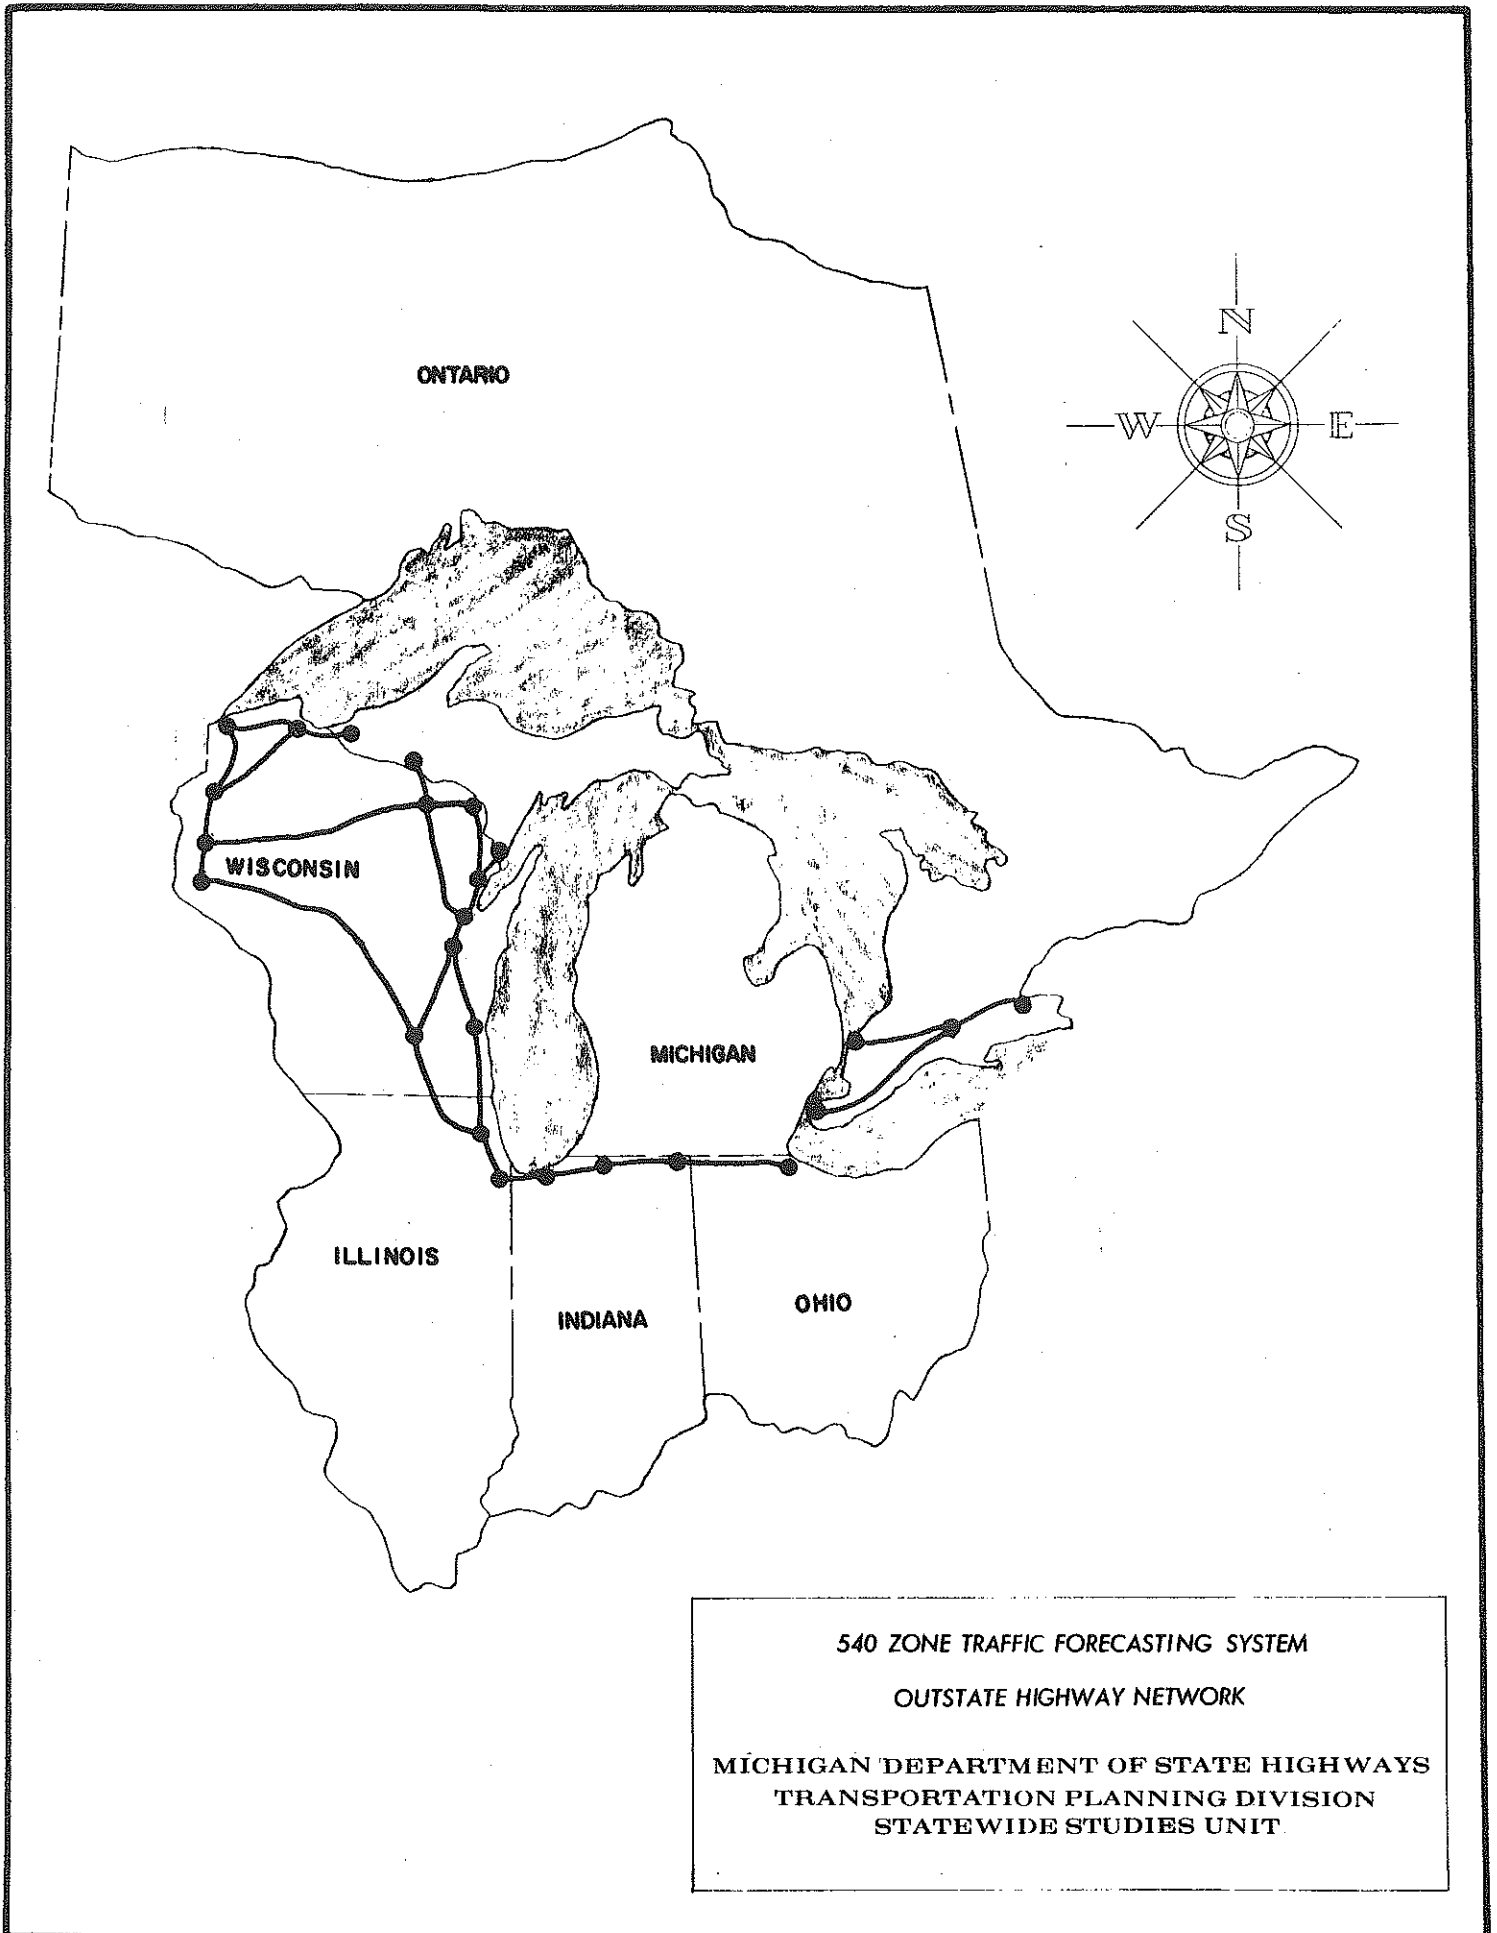 ONTARIO
N
W
E
S
WISCONSIN
MICHIGAN
ILLINOIS
INDIANA
OHIO
540 ZONE TRAFFIC FORECASTING SYSTEM
OUTSTATE HIGHWAY NETWORK
MICHIGAN DEPARTMENT OF STATE HIGHWAYS
TRANSPORTATION PLANNING DIVISION
STATEWIDE STUDIES UNIT